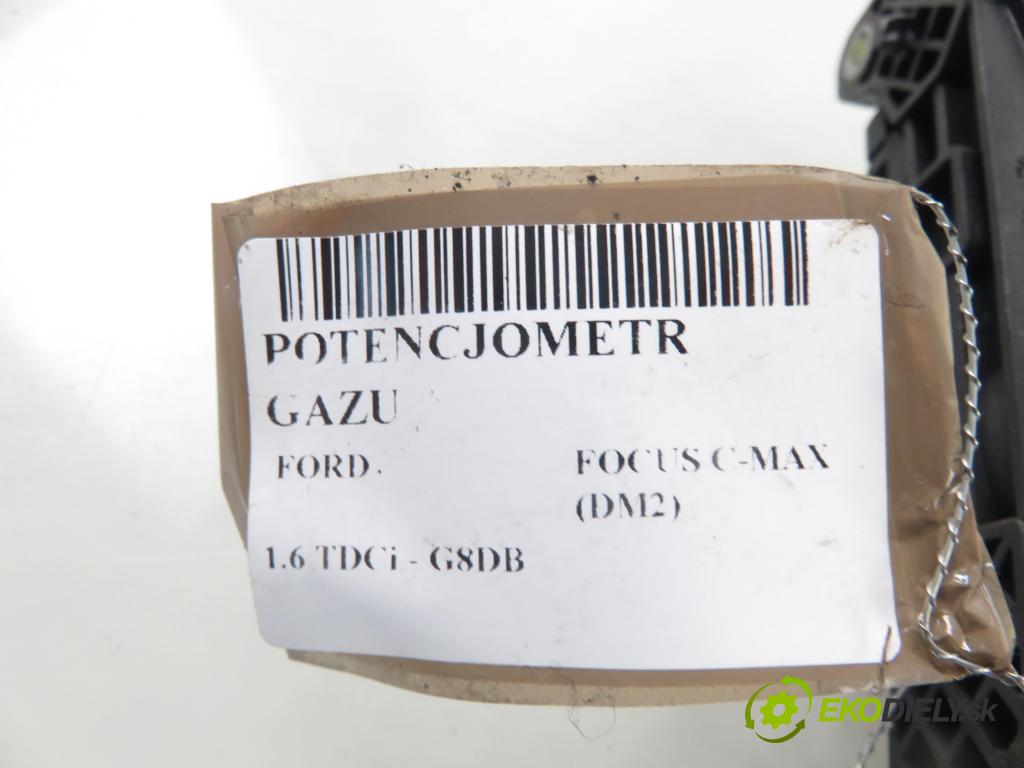 POTENCJOMETR
GAZU
FORD FOCUS C-MAX
(DM2)
1.6 TDCi - G8DB
EKODIELY.sk